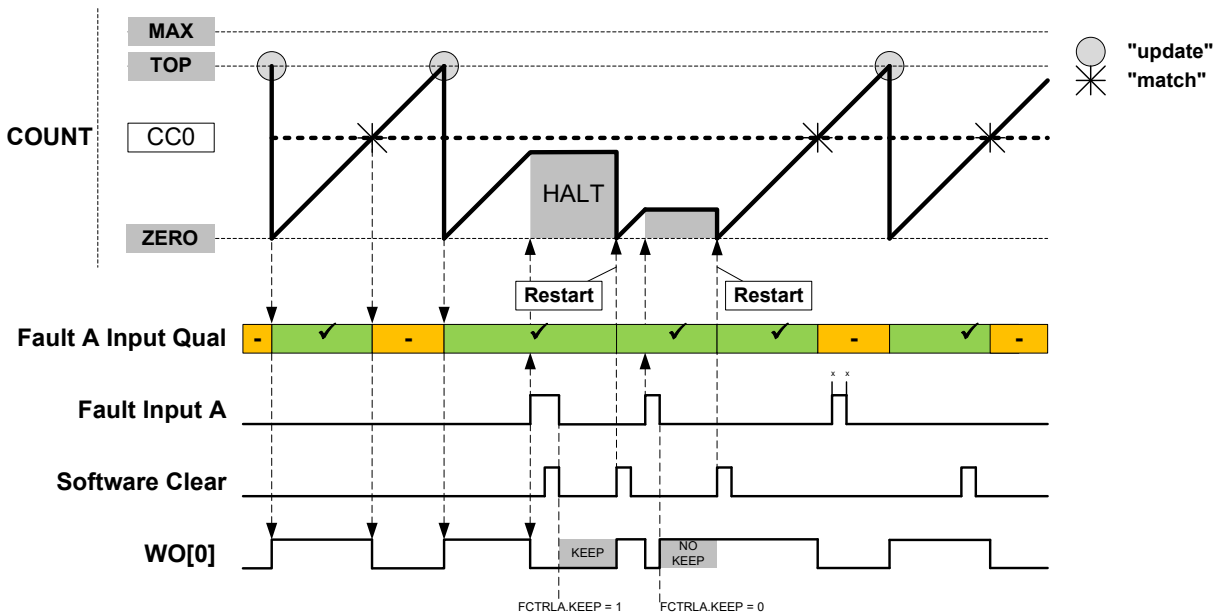 MAX
TOP
"update"
"match"
COUNT
CC0
HALT
ZERO
Restart
Restart
Fault A Input Qual
- ✓ - ✓ ✓ ✓ - ✓ -
x x
Fault Input A
Software Clear
WO[0]
KEEP
NO
KEEP
FCTRLA.KEEP = 1
FCTRLA.KEEP = 0